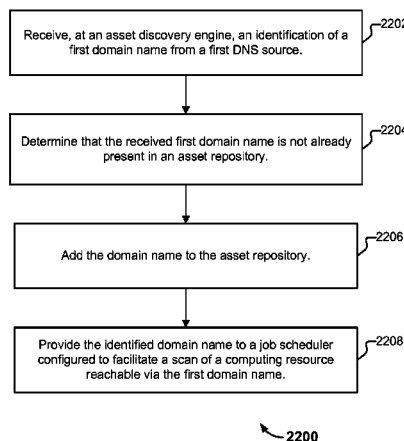 Receive, at an asset discovery engine, an identification of a
first domain name from a first DNS source.
2202
Determine that the received first domain name is not already
present in an asset repository.
2204
Add the domain name to the asset repository.
2206
Provide the identified domain name to a job scheduler
configured to facilitate a scan of a computing resource
reachable via the first domain name.
2208
2200